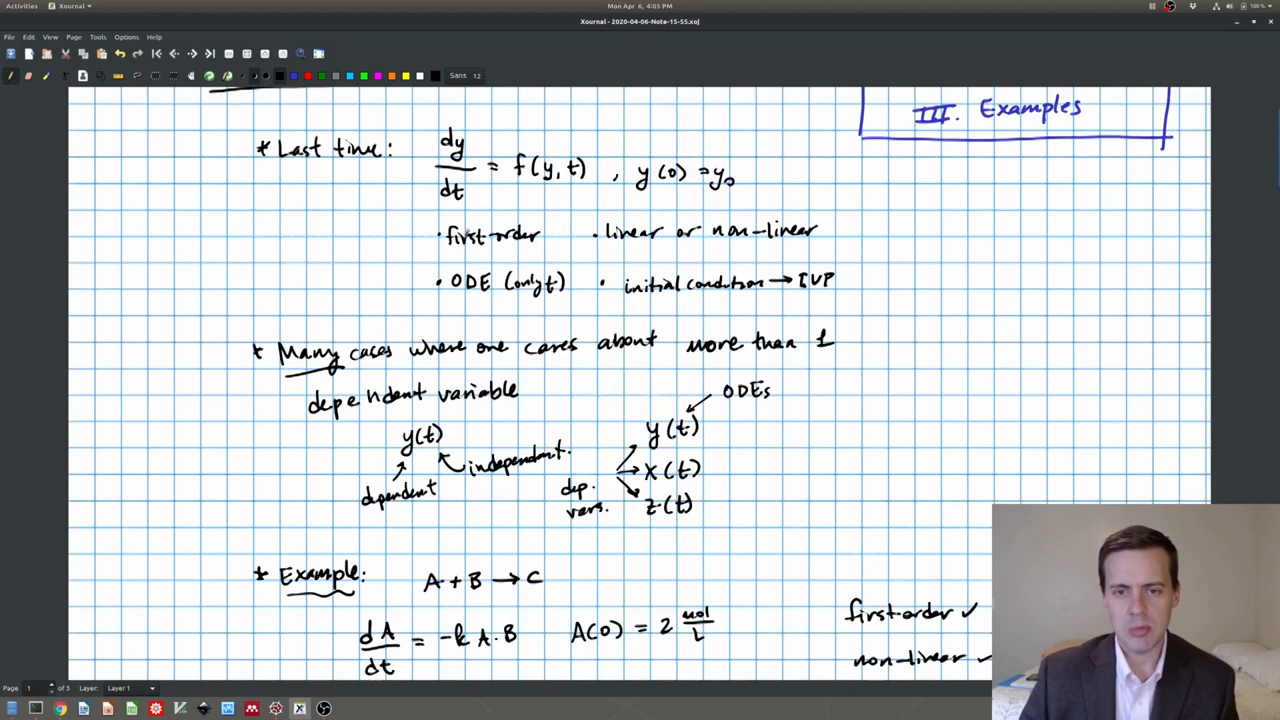 Activities
Xournal
Mon Apr 6, 4:05 PM
100 %
Xournal - 2020-04-06-Note-15-55.xoj
File Edit View Page Tools Options Help
Sans 12
III. Examples
* Last time: dy/dt = f(y,t) , y(0) = y₀
· first-order · linear or non-linear
· ODE (only t) · initial condition → IVP
* Many cases where one cares about more than 1
dependent variable
ODEs
y(t) y(t)
independent.
x(t)
dependent
dep. vars.
z(t)
* Example: A + B → C
dA/dt = -k A·B A(0) = 2 mol/L
first-order ✓
non-linear ✓
Page 1 of 3 Layer: Layer 1